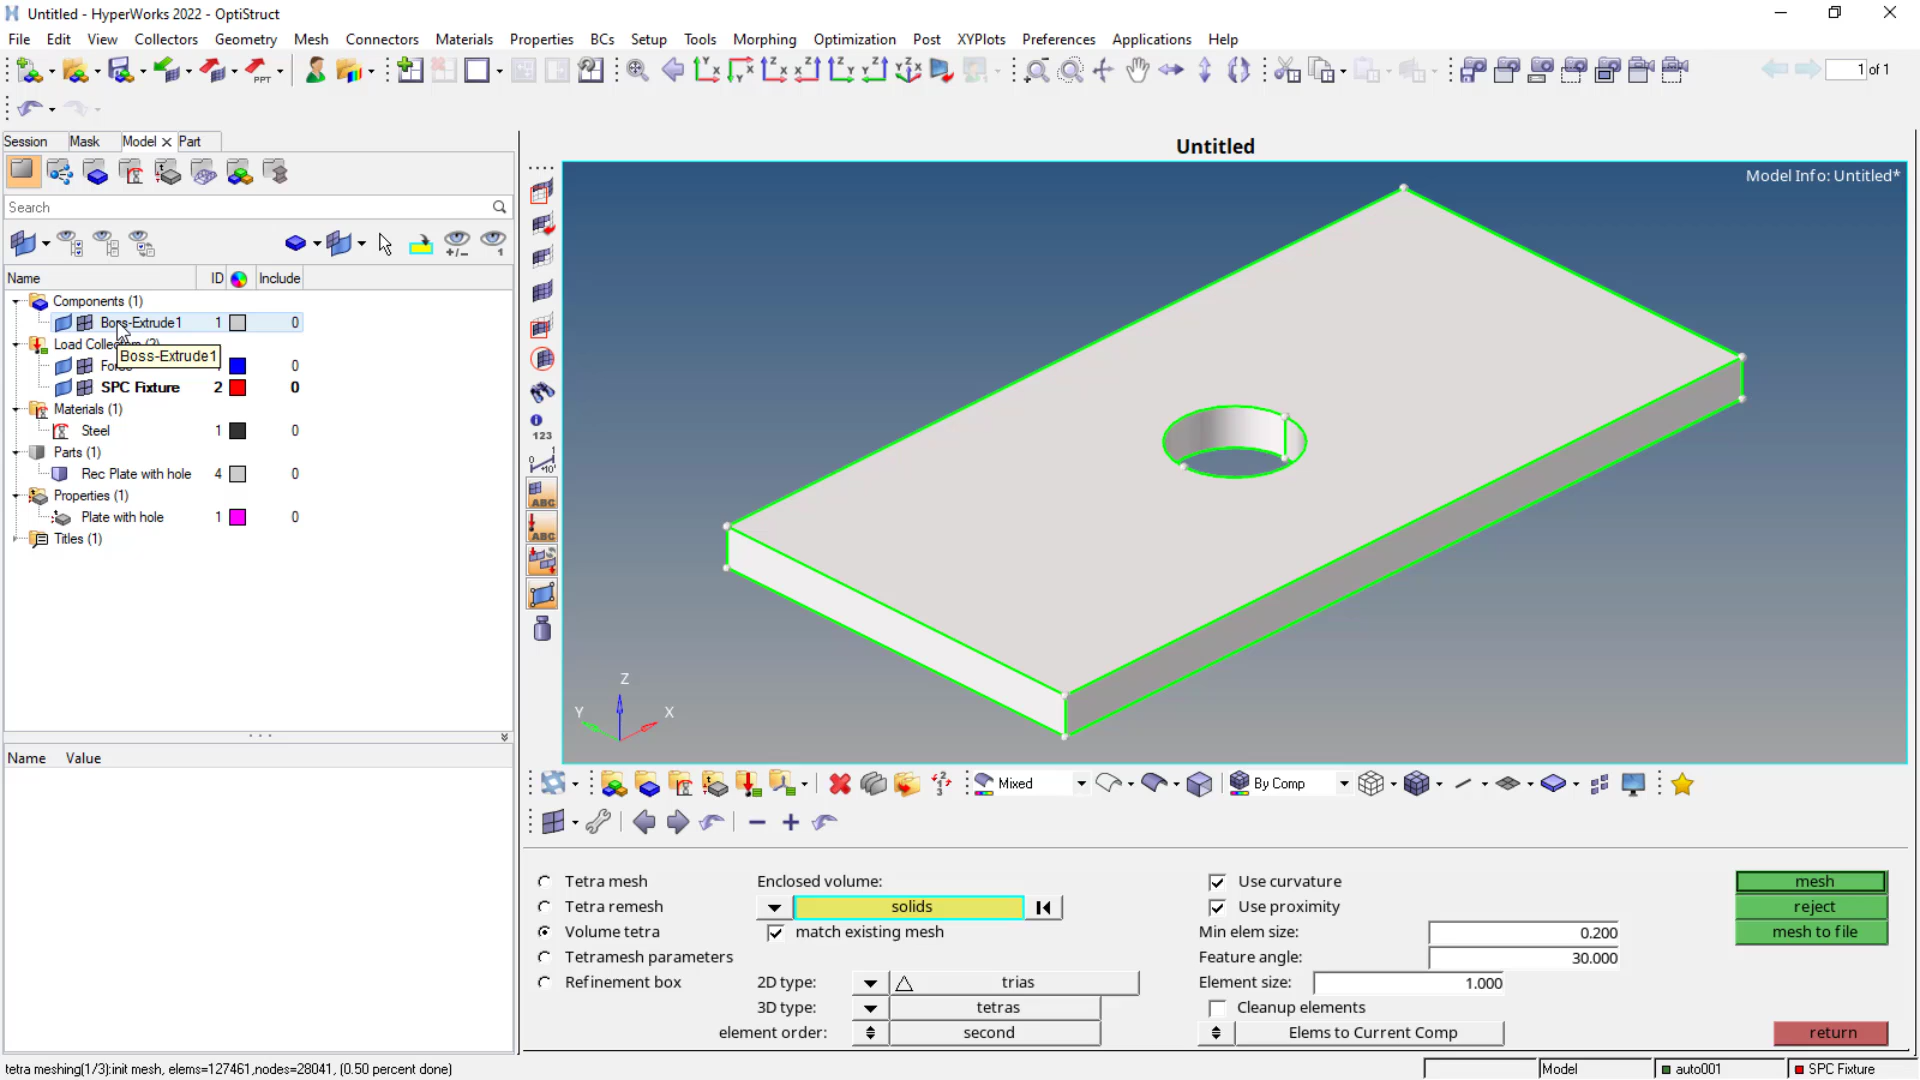 Untitled - HyperWorks 2022 - OptiStruct
File Edit View Collectors Geometry Mesh Connectors Materials Properties BCs Setup Tools Morphing Optimization Post XYPlots Preferences Applications Help
1 of 1
Session Mask Model Part
Untitled
Model Info: Untitled*
Search
Name ID Include
Components (1)
Boss-Extrude1 1 0
Boss-Extrude1
0
SPC Fixture 2 0
Materials (1)
Steel 1 0
Parts (1)
Rec Plate with hole 4 0
Properties (1)
Plate with hole 1 0
Titles (1)
123
ABC
ABC
Z
Y X
Name Value
Mixed By Comp
Tetra mesh Enclosed volume: Use curvature mesh
Tetra remesh solids Use proximity reject
Volume tetra match existing mesh Min elem size: 0.200 mesh to file
Tetramesh parameters Feature angle: 30.000
Refinement box 2D type: trias Element size: 1.000
3D type: tetras Cleanup elements
element order: second Elems to Current Comp return
tetra meshing(1/3):init mesh, elems=127461,nodes=28041, (0.50 percent done) Model auto001 SPC Fixture